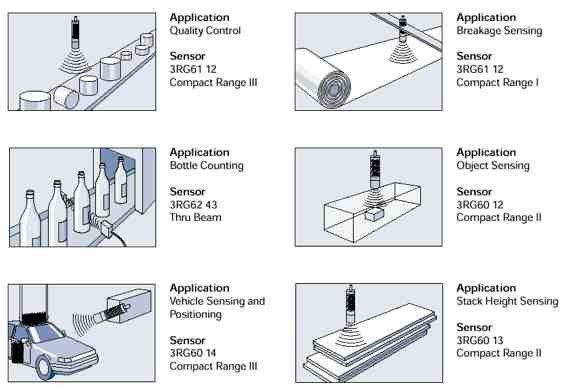 Application
Quality Control
Sensor
3RG61 12
Compact Range III
Application
Breakage Sensing
Sensor
3RG61 12
Compact Range I
Application
Bottle Counting
Sensor
3RG62 43
Thru Beam
Application
Object Sensing
Sensor
3RG60 12
Compact Range II
Application
Vehicle Sensing and
Positioning
Sensor
3RG60 14
Compact Range III
Application
Stack Height Sensing
Sensor
3RG60 13
Compact Range II